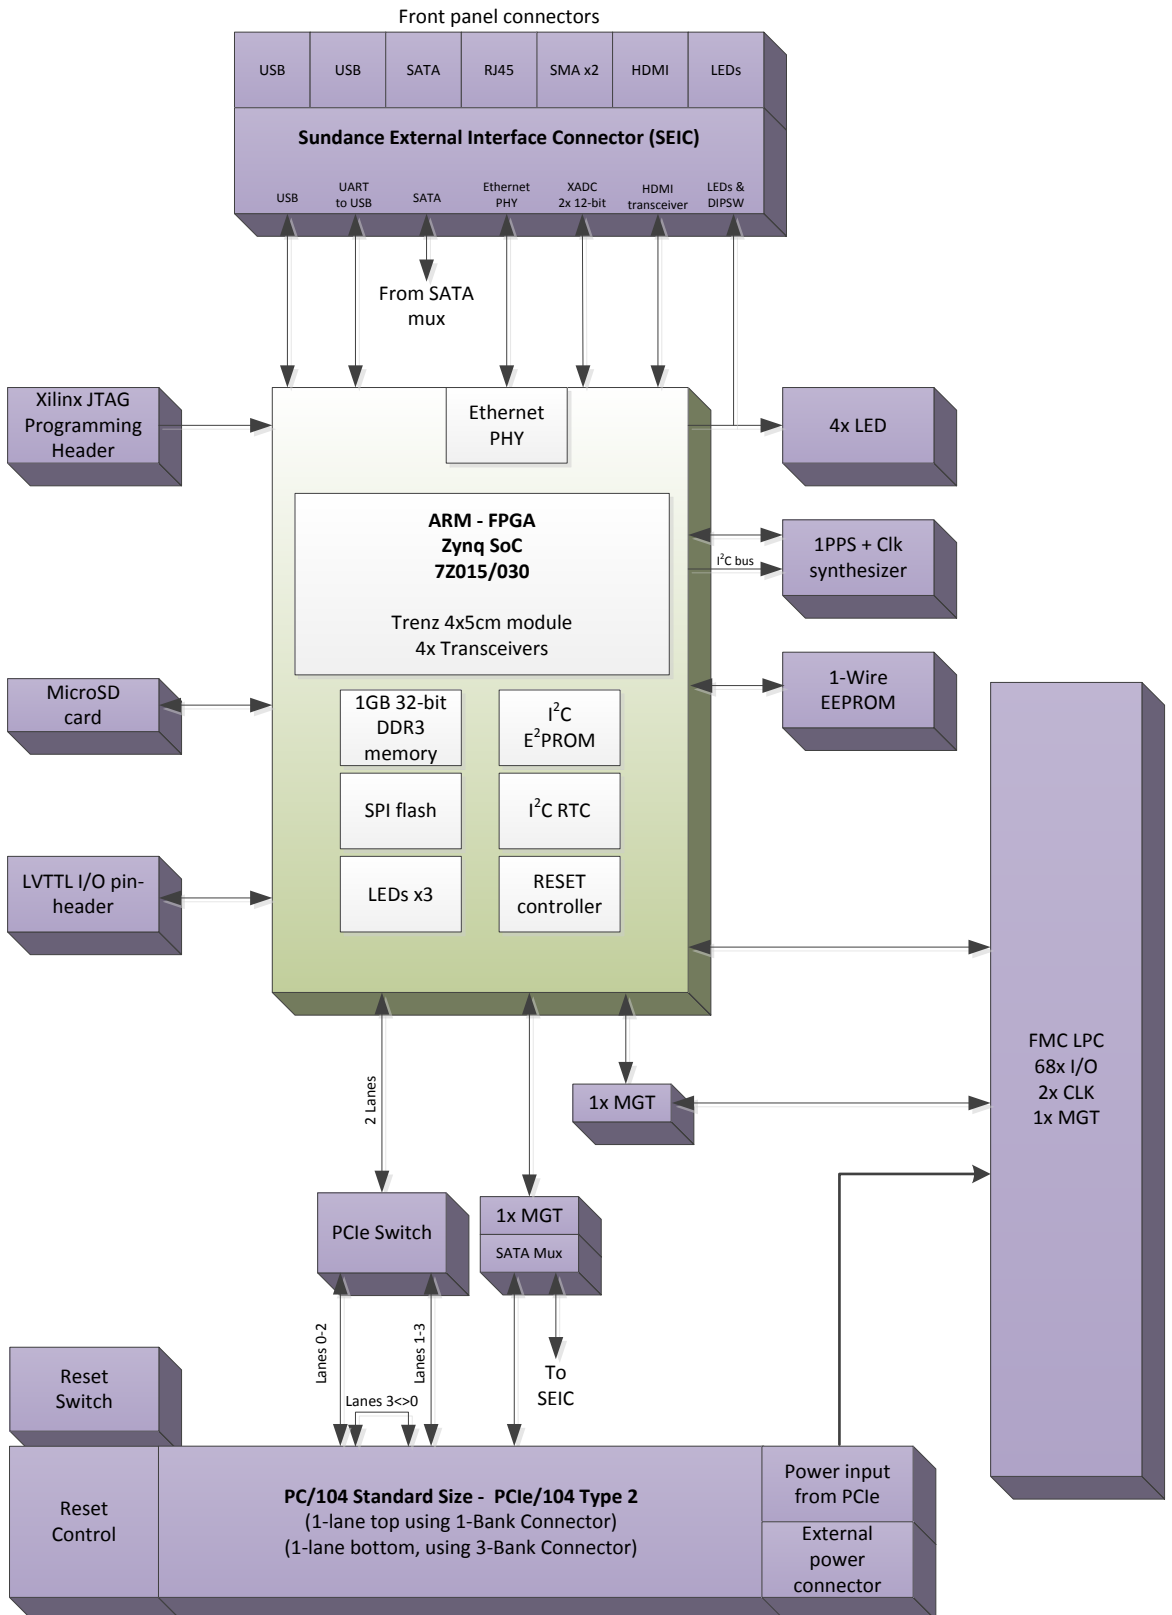 Front panel connectors
USB
USB
SATA
RJ45
SMA x2
HDMI
LEDs
Sundance External Interface Connector (SEIC)
USB
UART
to USB
SATA
Ethernet
PHY
XADC
2x 12-bit
HDMI
transceiver
LEDs &
DIPSW
From SATA
mux
Xilinx JTAG
Programming
Header
Ethernet
PHY
4x LED
ARM - FPGA
Zynq SoC
7Z015/030
Trenz 4x5cm module
4x Transceivers
1PPS + Clk
synthesizer
I²C bus
1-Wire
EEPROM
MicroSD
card
1GB 32-bit
DDR3
memory
I²C
E²PROM
SPI flash
I²C RTC
LVTTL I/O pin-
header
LEDs x3
RESET
controller
FMC LPC
68x I/O
2x CLK
1x MGT
2 Lanes
1x MGT
PCIe Switch
1x MGT
SATA Mux
Lanes 0-2
Lanes 1-3
Lanes 3<>0
To
SEIC
Reset
Switch
Reset
Control
PC/104 Standard Size - PCIe/104 Type 2
(1-lane top using 1-Bank Connector)
(1-lane bottom, using 3-Bank Connector)
Power input
from PCIe
External
power
connector